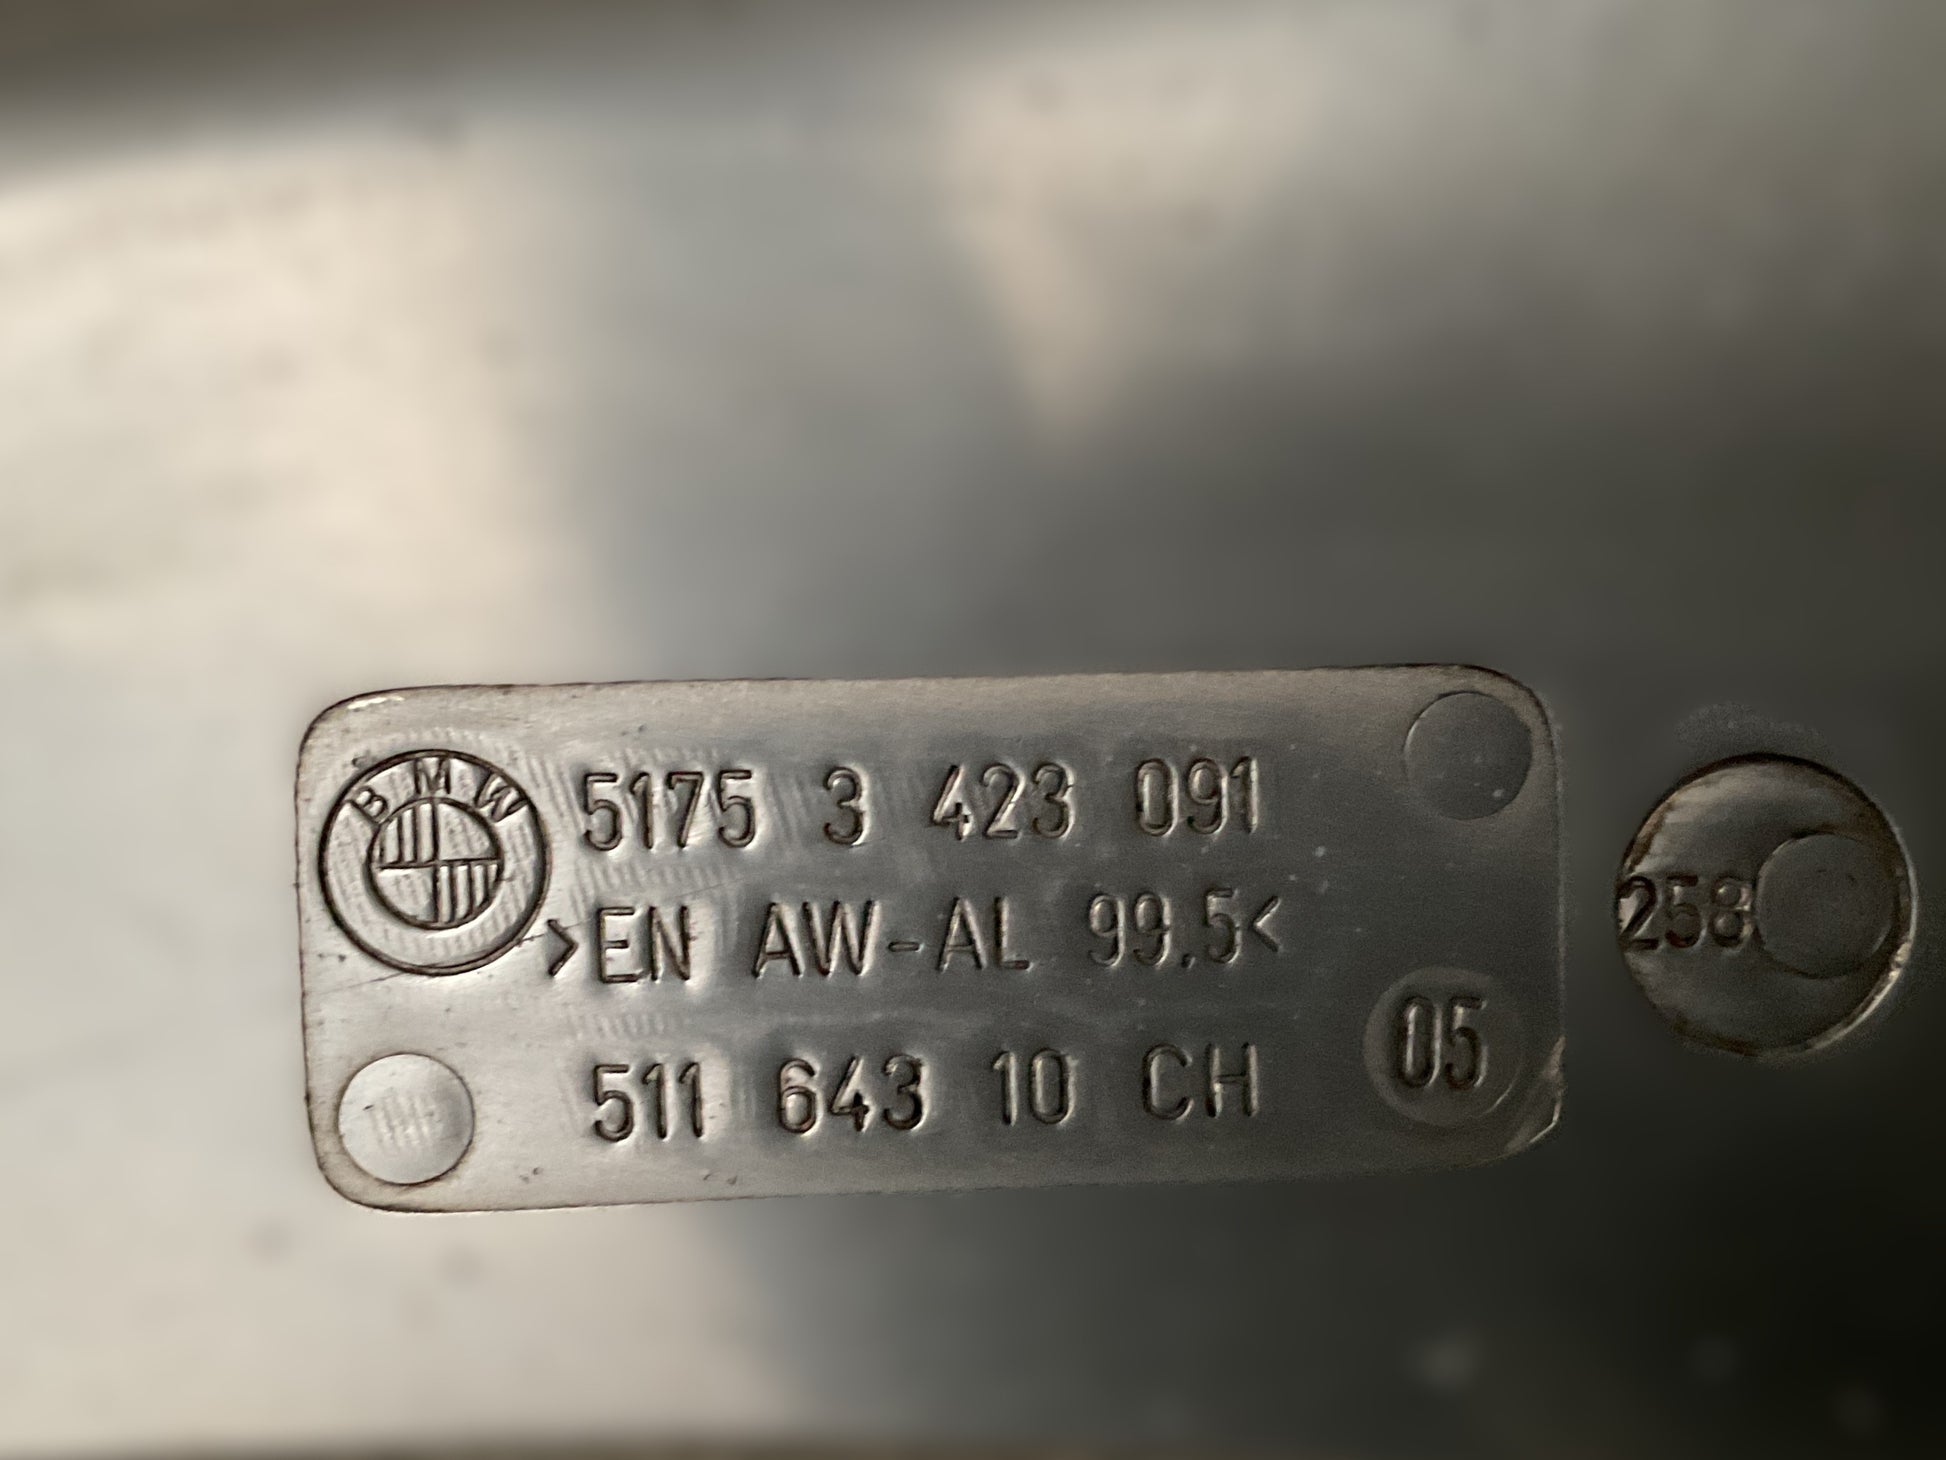 BMW
5175 3 423 091
>EN AW-AL 99.5<
511 643 10 CH
05
258